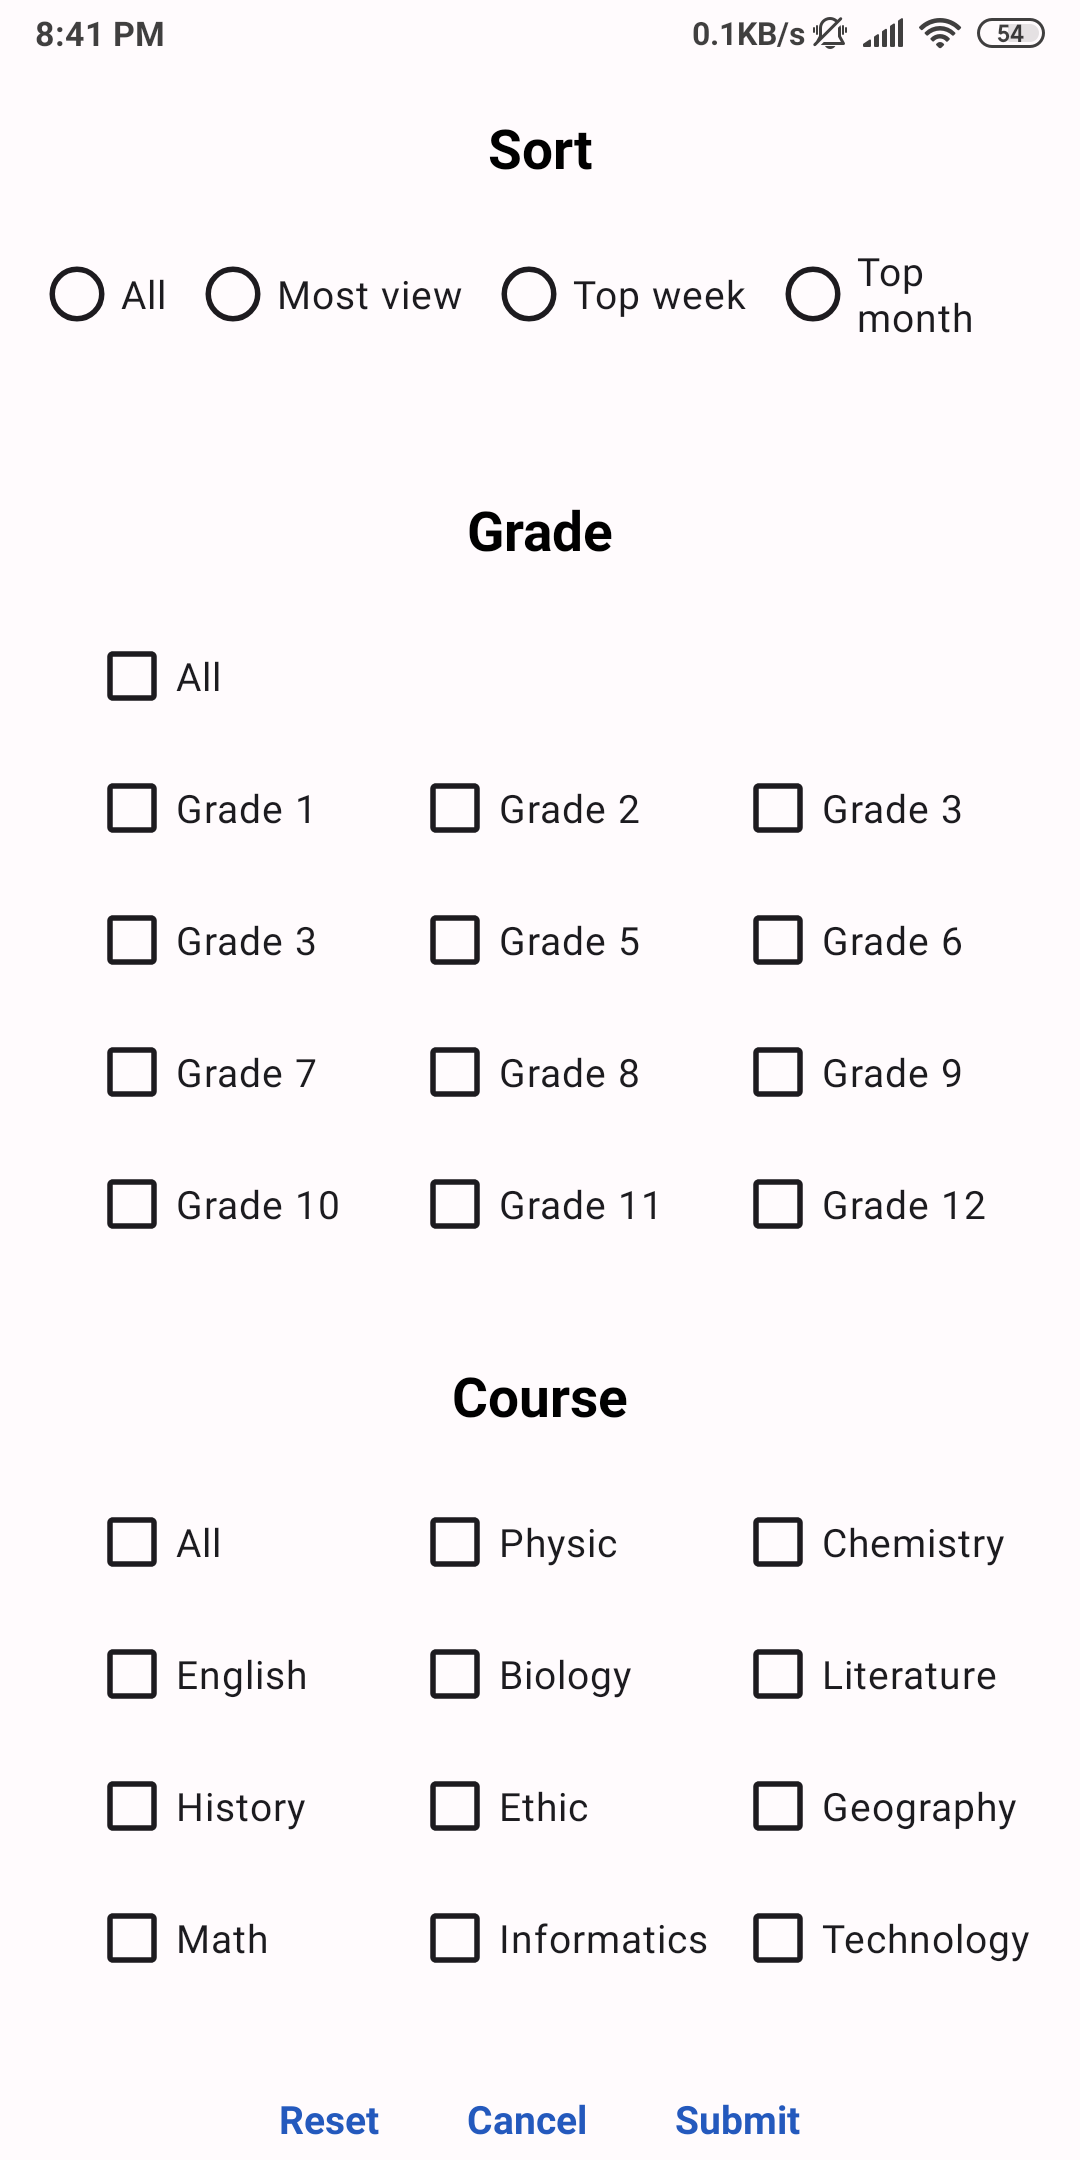 8:41 PM 0.1KB/s 54
Sort
All Most view Top week Top month
Grade
All
Grade 1 Grade 2 Grade 3
Grade 3 Grade 5 Grade 6
Grade 7 Grade 8 Grade 9
Grade 10 Grade 11 Grade 12
Course
All Physic Chemistry
English Biology Literature
History Ethic Geography
Math Informatics Technology
Reset Cancel Submit